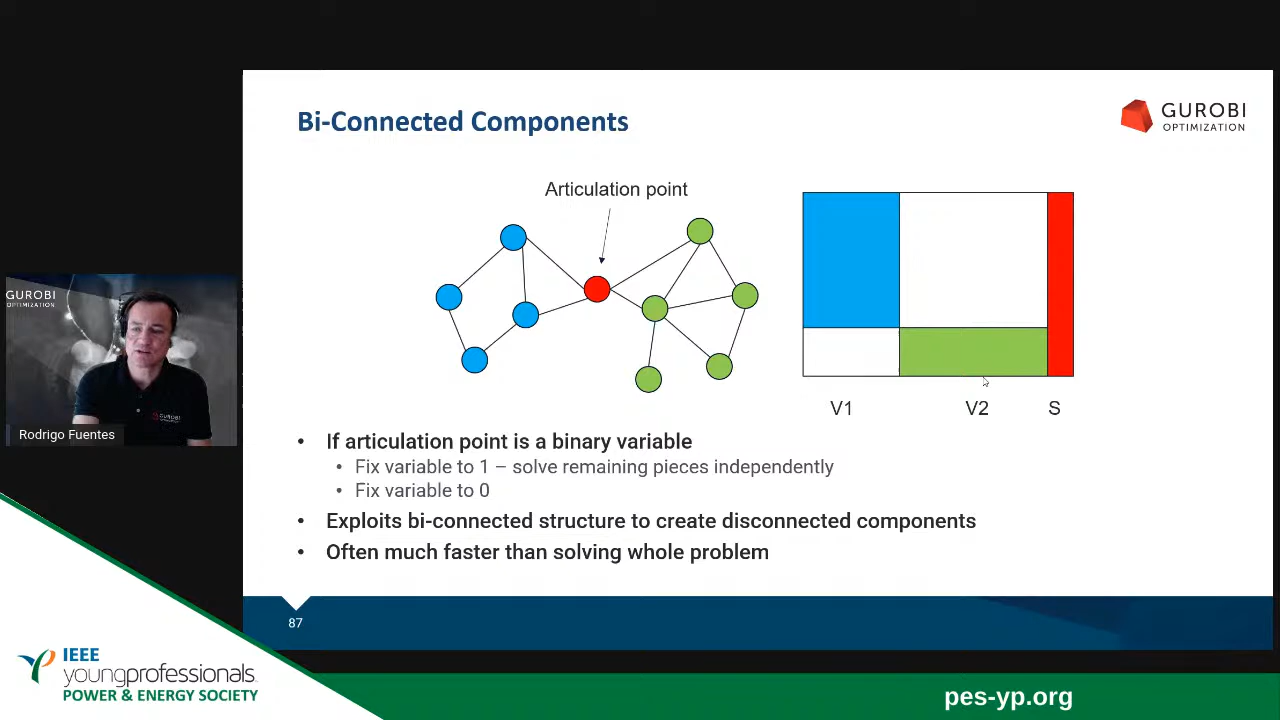 Bi-Connected Components
GUROBI
OPTIMIZATION
Articulation point
V1
V2
S
GUROBI
OPTIMIZATION
GUROBI
Rodrigo Fuentes
• If articulation point is a binary variable
• Fix variable to 1 – solve remaining pieces independently
• Fix variable to 0
• Exploits bi-connected structure to create disconnected components
• Often much faster than solving whole problem
87
IEEE
youngprofessionals
POWER & ENERGY SOCIETY
pes-yp.org